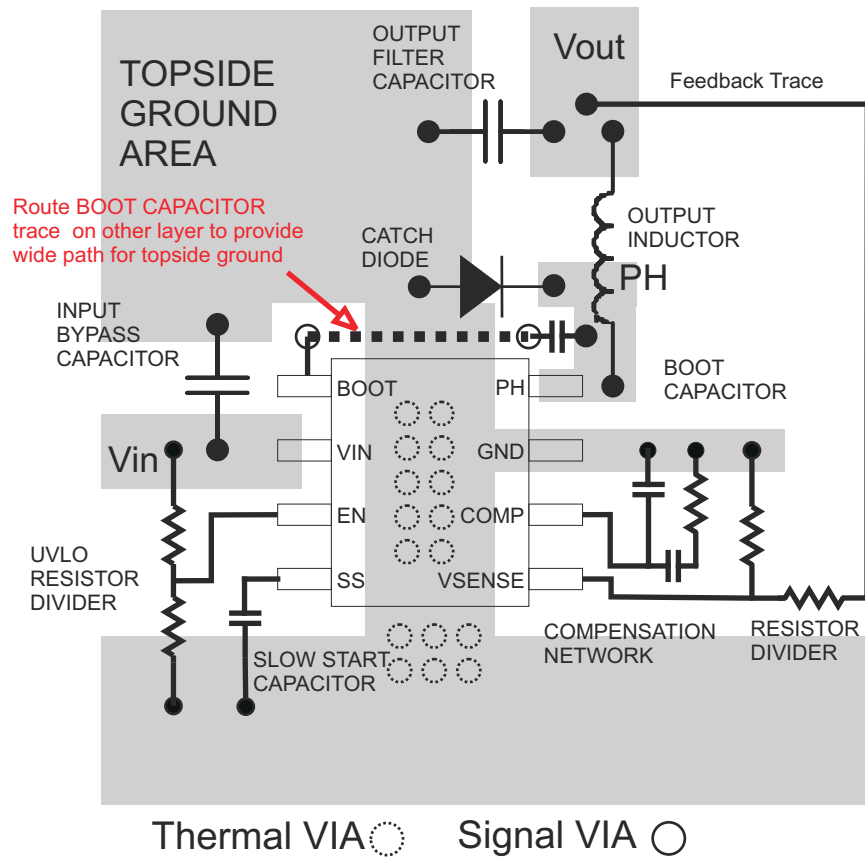 OUTPUT
FILTER
CAPACITOR
Vout
Feedback Trace
TOPSIDE
GROUND
AREA
Route BOOT CAPACITOR
trace on other layer to provide
wide path for topside ground
CATCH
DIODE
OUTPUT
INDUCTOR
PH
INPUT
BYPASS
CAPACITOR
BOOT
CAPACITOR
BOOT
PH
Vin
VIN
GND
EN
COMP
UVLO
RESISTOR
DIVIDER
SS
VSENSE
SLOW START
CAPACITOR
COMPENSATION
NETWORK
RESISTOR
DIVIDER
Thermal VIA
Signal VIA